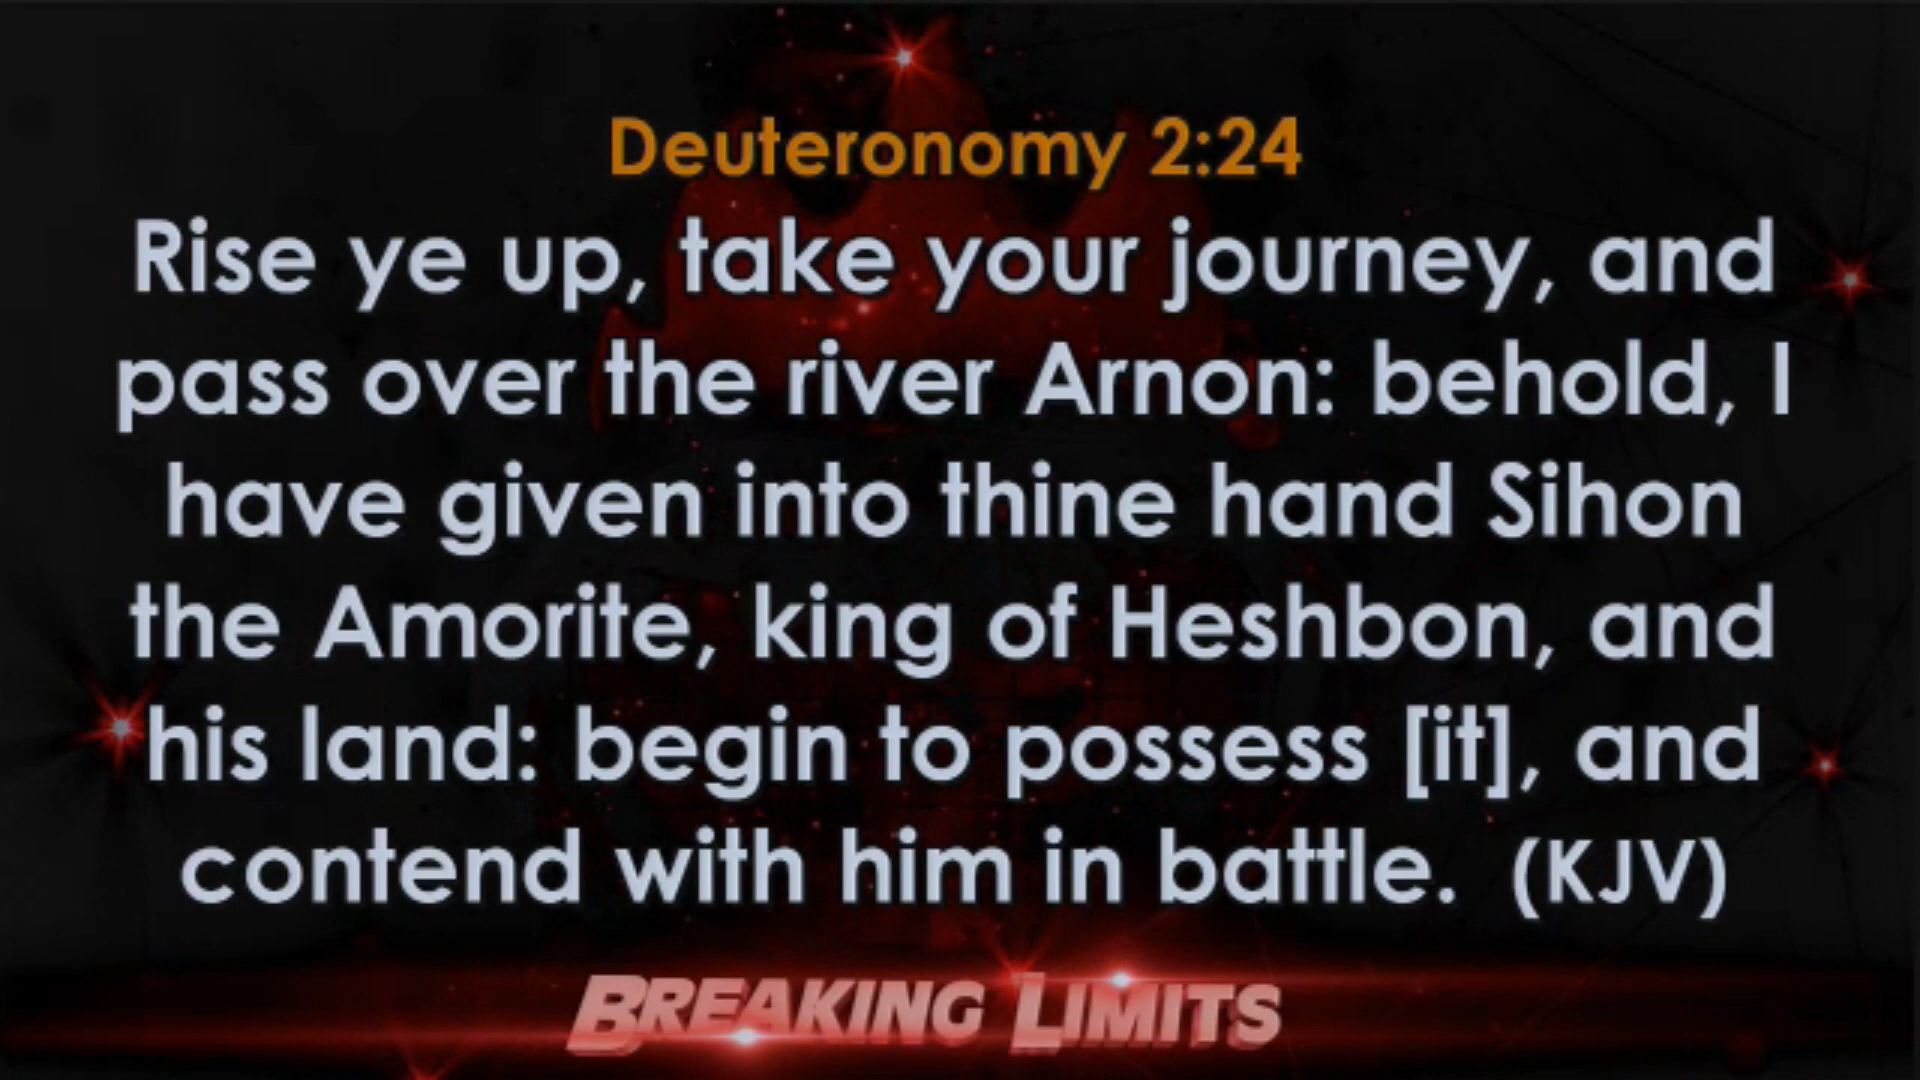 Deuteronomy 2:24
Rise ye up, take your journey, and
pass over the river Arnon: behold, I
have given into thine hand Sihon
the Amorite, king of Heshbon, and
his land: begin to possess [it], and
contend with him in battle.  (KJV)
BREAKING LIMITS